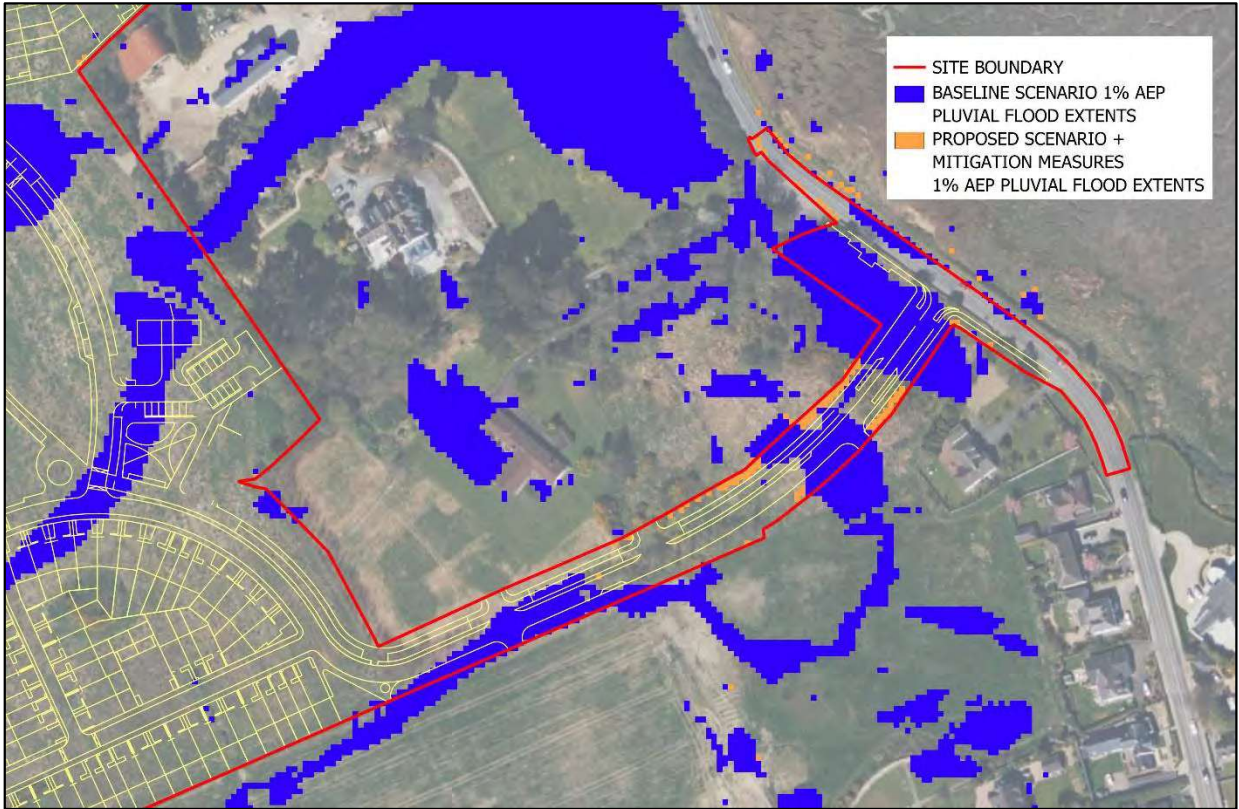 SITE BOUNDARY
BASELINE SCENARIO 1% AEP
PLUVIAL FLOOD EXTENTS
PROPOSED SCENARIO +
MITIGATION MEASURES
1% AEP PLUVIAL FLOOD EXTENTS